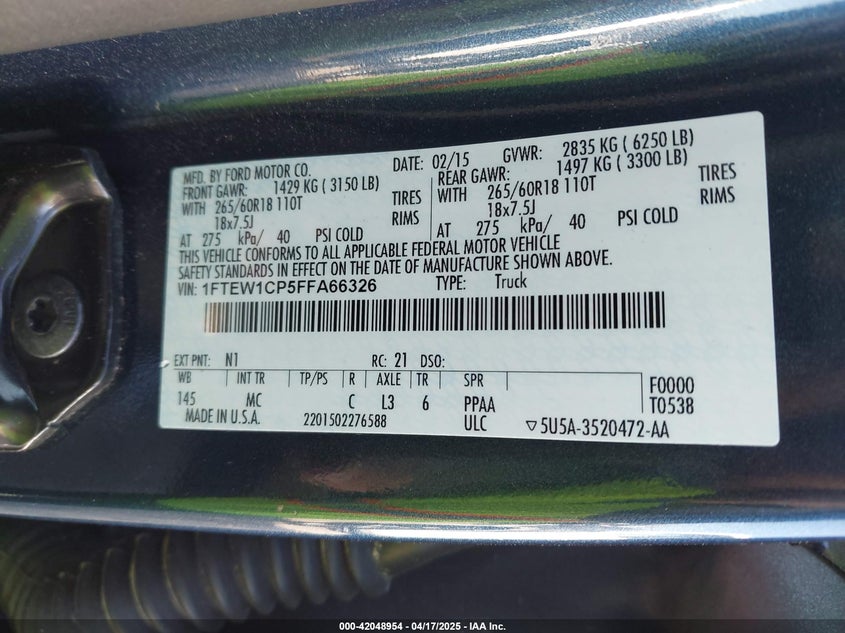 MFD. BY FORD MOTOR CO. DATE: 02/15 GVWR: 2835 KG ( 6250 LB)
FRONT GAWR: 1429 KG ( 3150 LB) REAR GAWR: 1497 KG ( 3300 LB)
WITH 265/60R18 110T TIRES WITH 265/60R18 110T TIRES
18x7.5J RIMS 18x7.5J RIMS
AT 275 kPa/ 40 PSI COLD AT 275 kPa/ 40 PSI COLD
THIS VEHICLE CONFORMS TO ALL APPLICABLE FEDERAL MOTOR VEHICLE
SAFETY STANDARDS IN EFFECT ON THE DATE OF MANUFACTURE SHOWN ABOVE.
VIN: 1FTEW1CP5FFA66326 TYPE: Truck
EXT PNT: N1 RC: 21 DSO:
WB INT TR TP/PS R AXLE TR SPR F0000
145 MC C L3 6 PPAA T0538
MADE IN U.S.A. 2201502276588 ULC ▽5U5A-3520472-AA
000-42048954 - 04/17/2025 - IAA Inc.